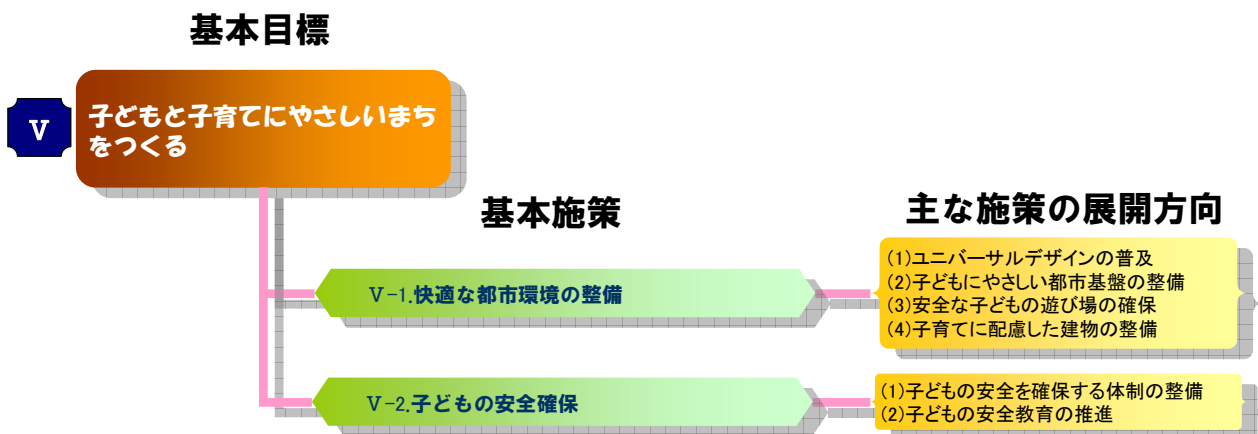 基本目標
Ⅴ
子どもと子育てにやさしいまち
をつくる
基本施策
主な施策の展開方向
Ⅴ-1.快適な都市環境の整備
(1)ユニバーサルデザインの普及
(2)子どもにやさしい都市基盤の整備
(3)安全な子どもの遊び場の確保
(4)子育てに配慮した建物の整備
Ⅴ-2.子どもの安全確保
(1)子どもの安全を確保する体制の整備
(2)子どもの安全教育の推進